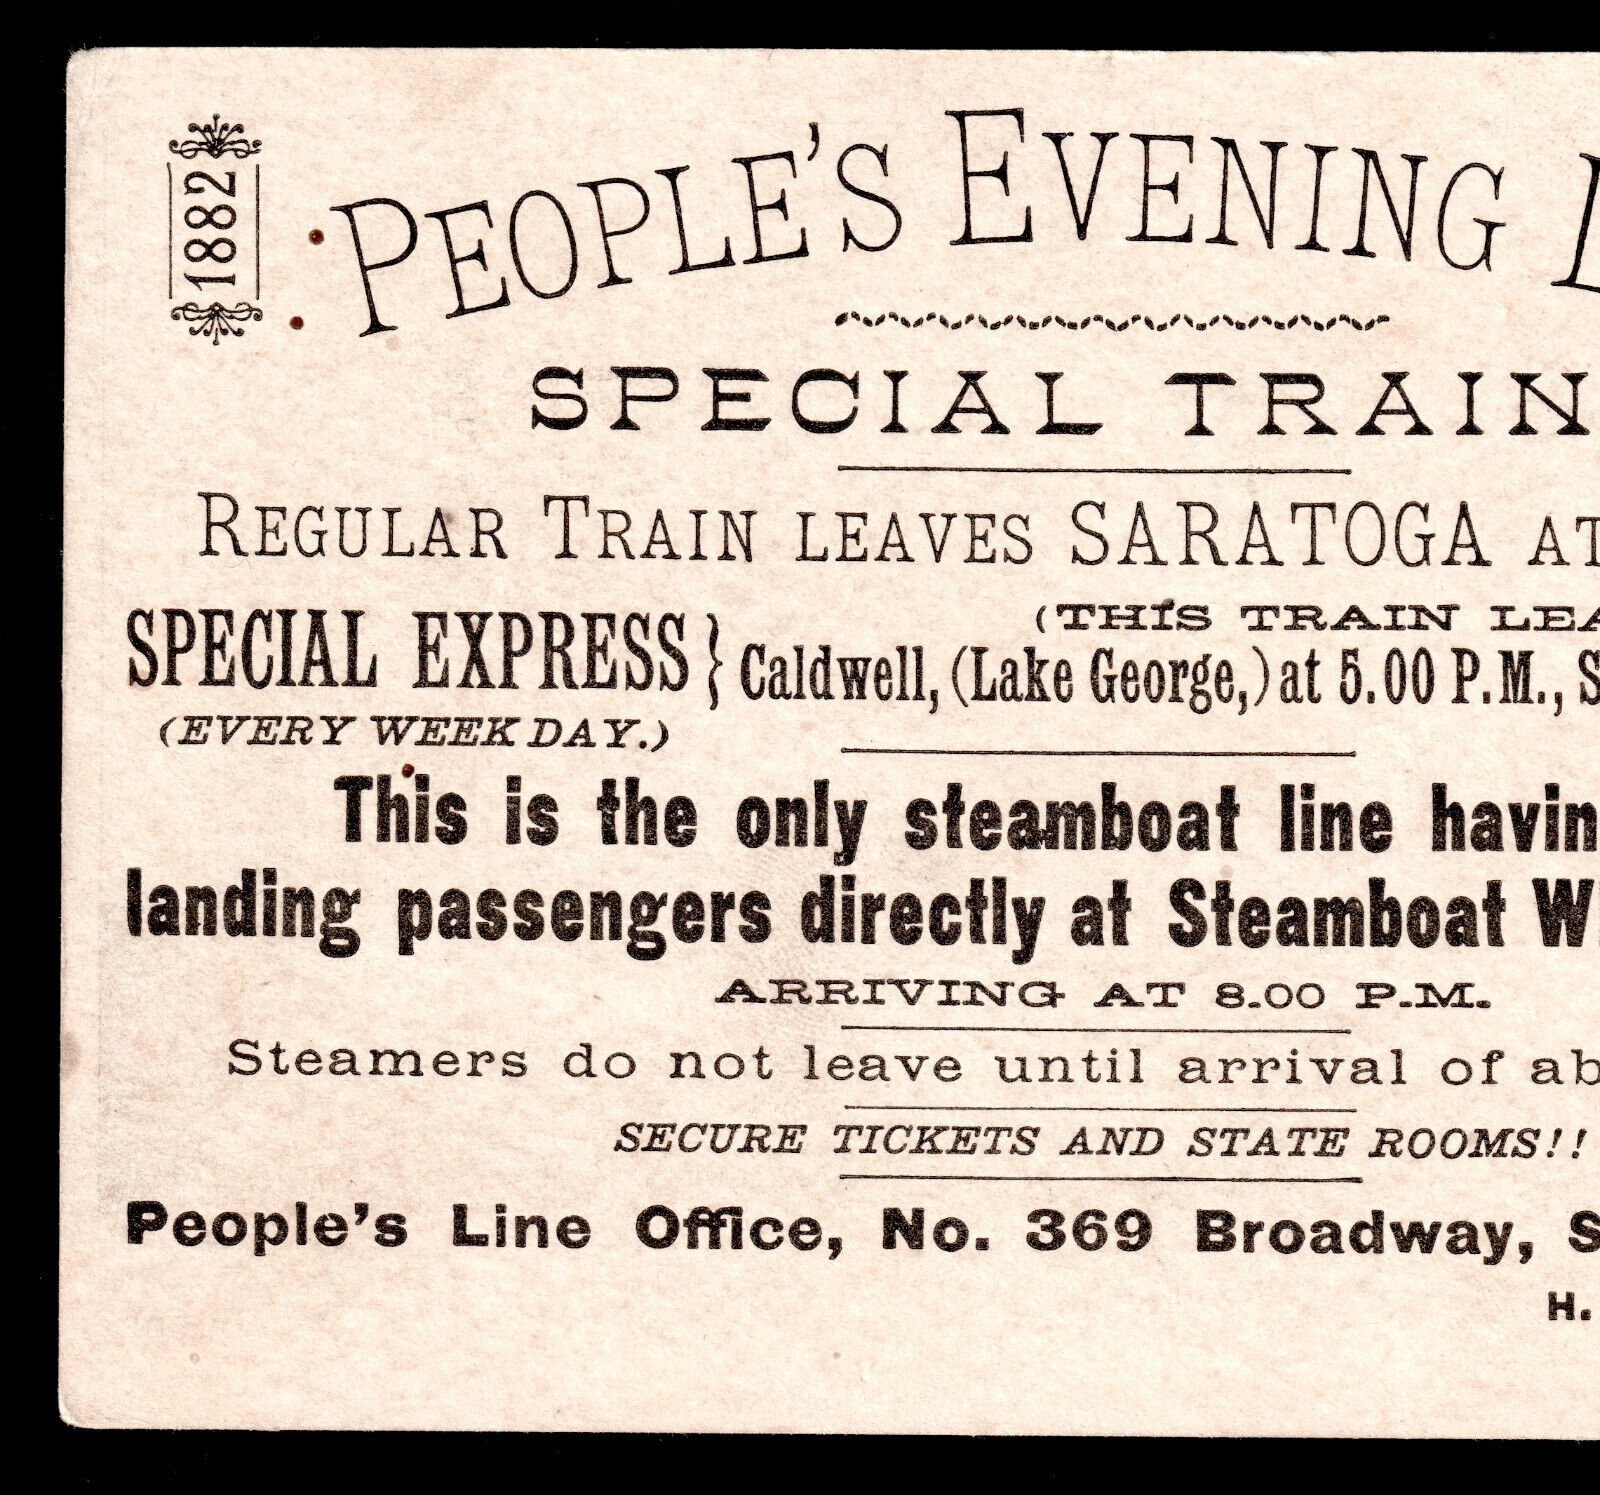 1882
PEOPLE'S EVENING
SPECIAL TRAIN
REGULAR TRAIN LEAVES SARATOGA AT
(THIS TRAIN
SPECIAL EXPRESS } Caldwell, (Lake George,) at 5.00 P.M.,
(EVERY WEEK DAY.)
This is the only steamboat line
landing passengers directly at Steamboat
ARRIVING AT 8.00 P.M.
Steamers do not leave until arrival of
SECURE TICKETS AND STATE ROOMS!!
People's Line Office, No. 369 Broadway,
H.